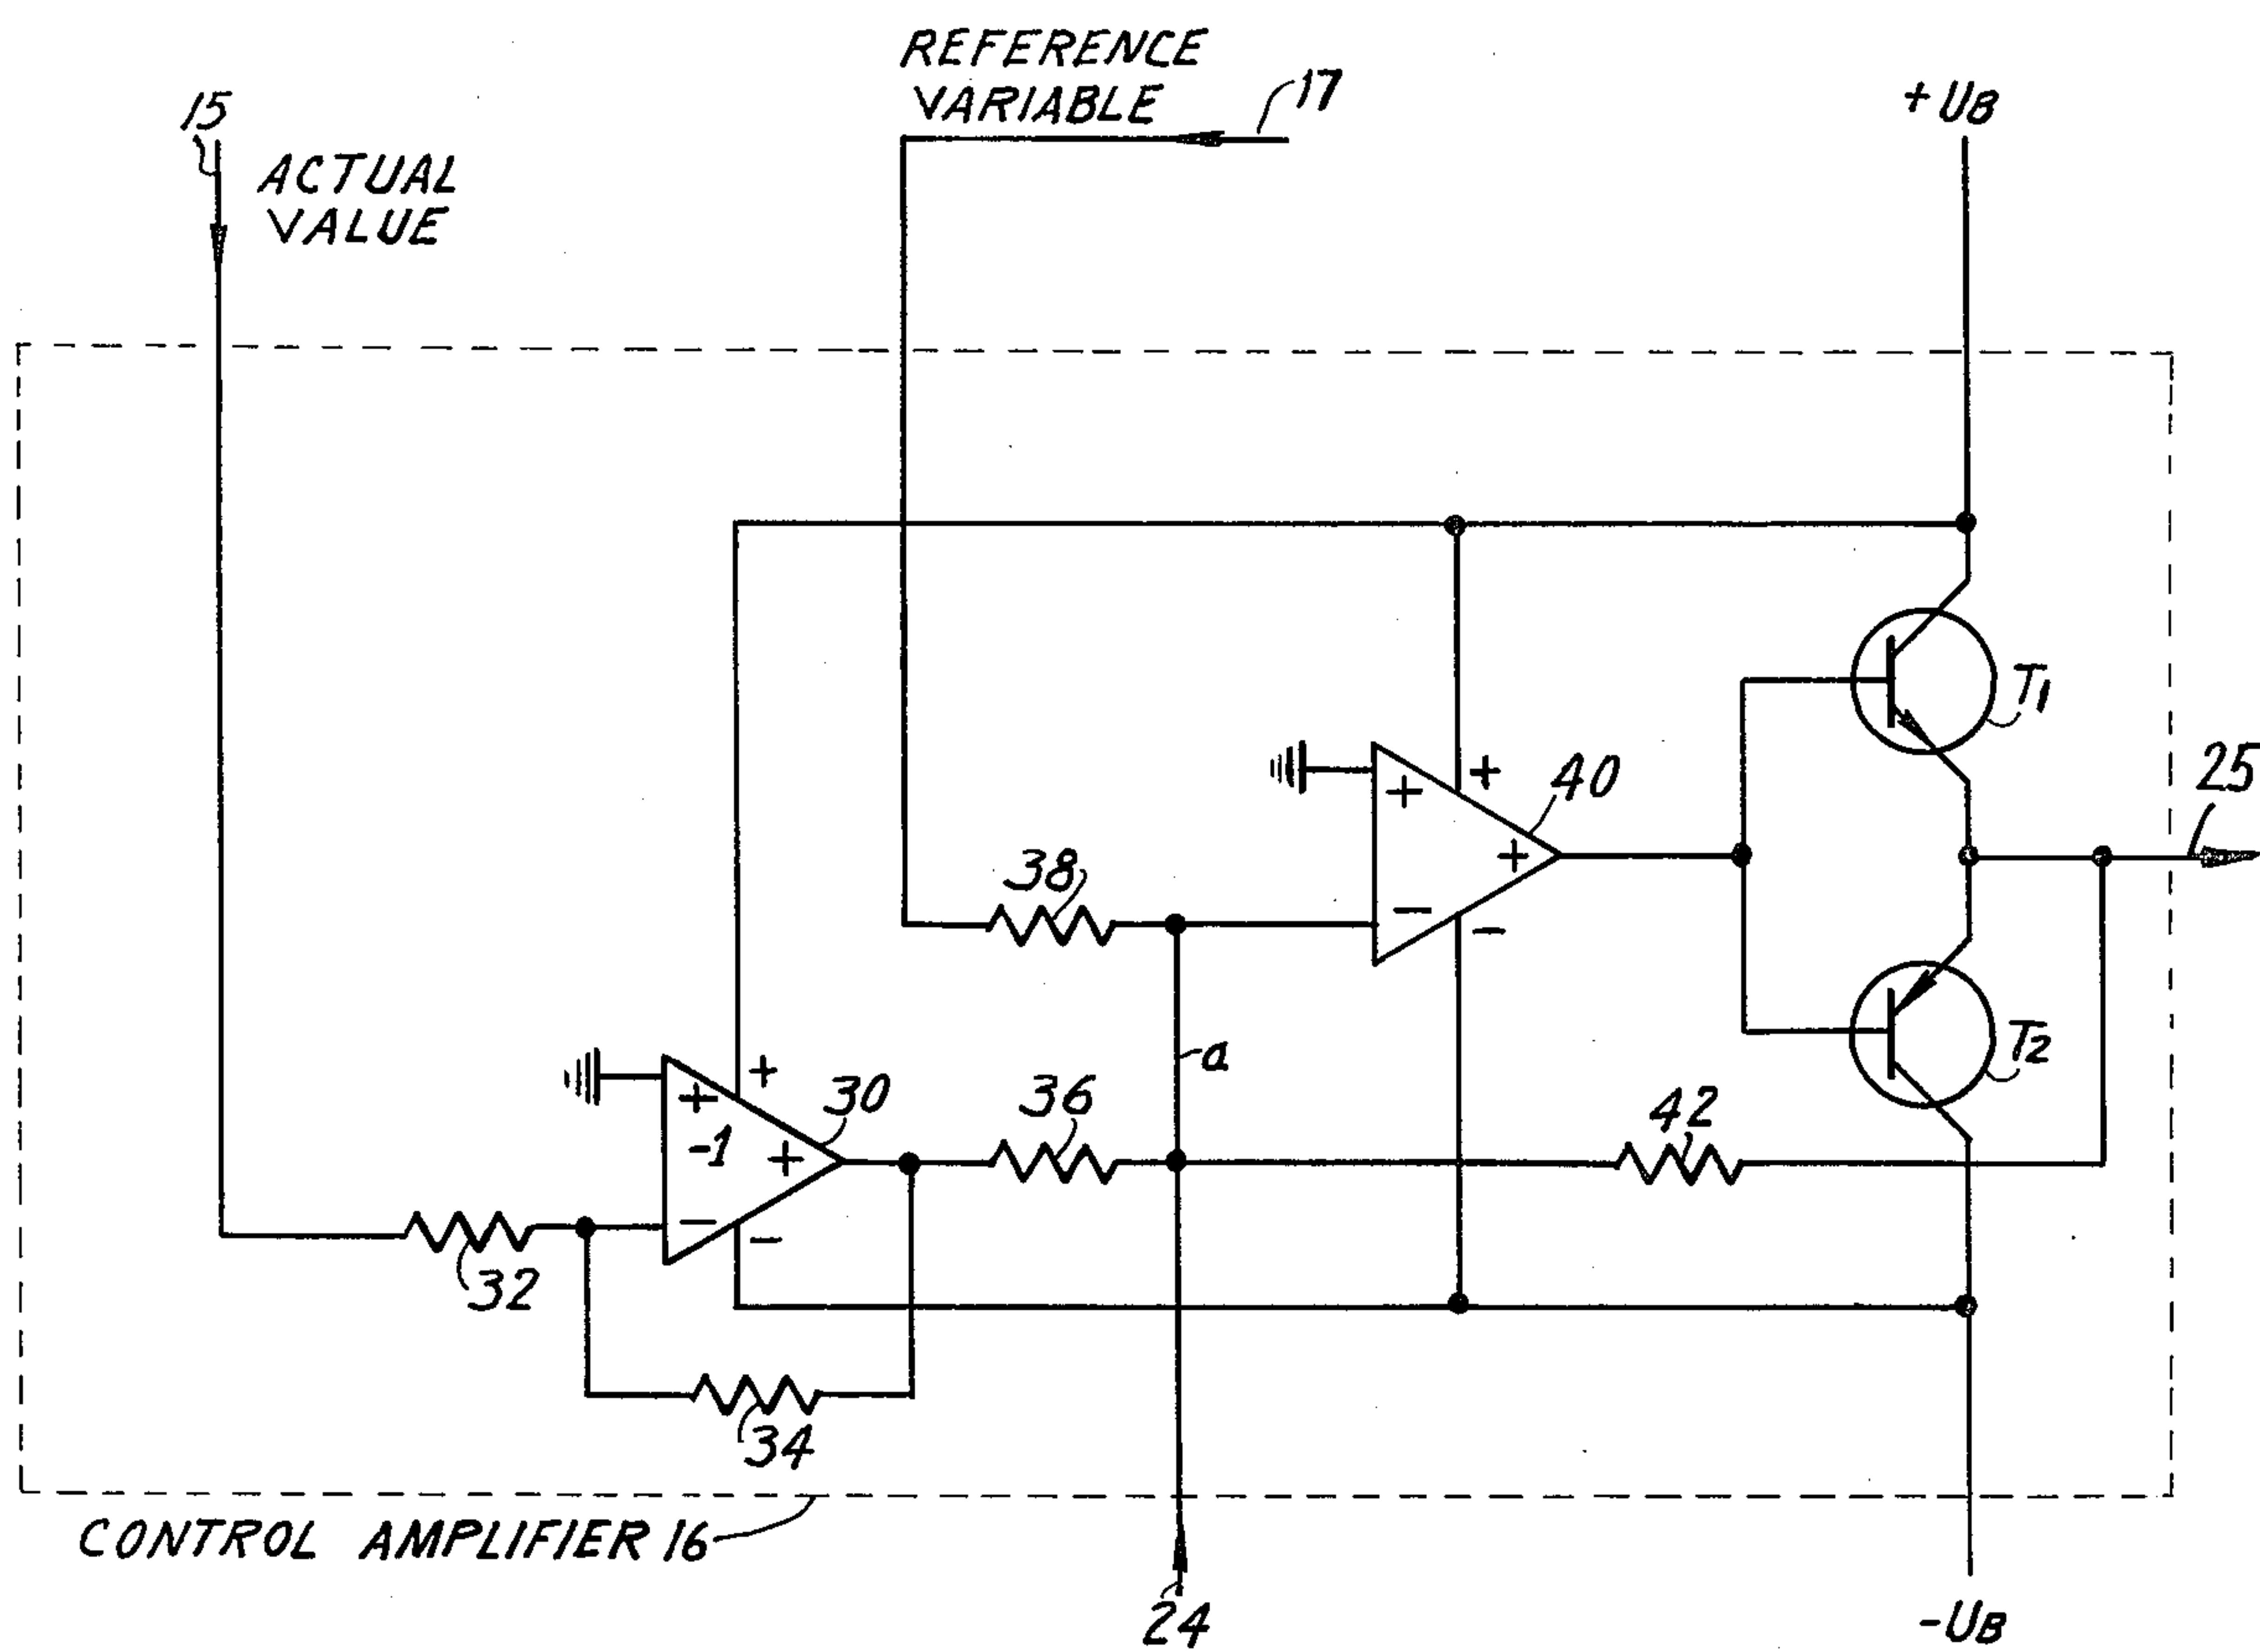 REFERENCE
VARIABLE
17
+UB
15
ACTUAL
VALUE
T1
25
+
+
40
+
38
-
-
a
T2
+
+
30
36
42
-1
+
-
-
32
34
CONTROL AMPLIFIER 16
24
-UB